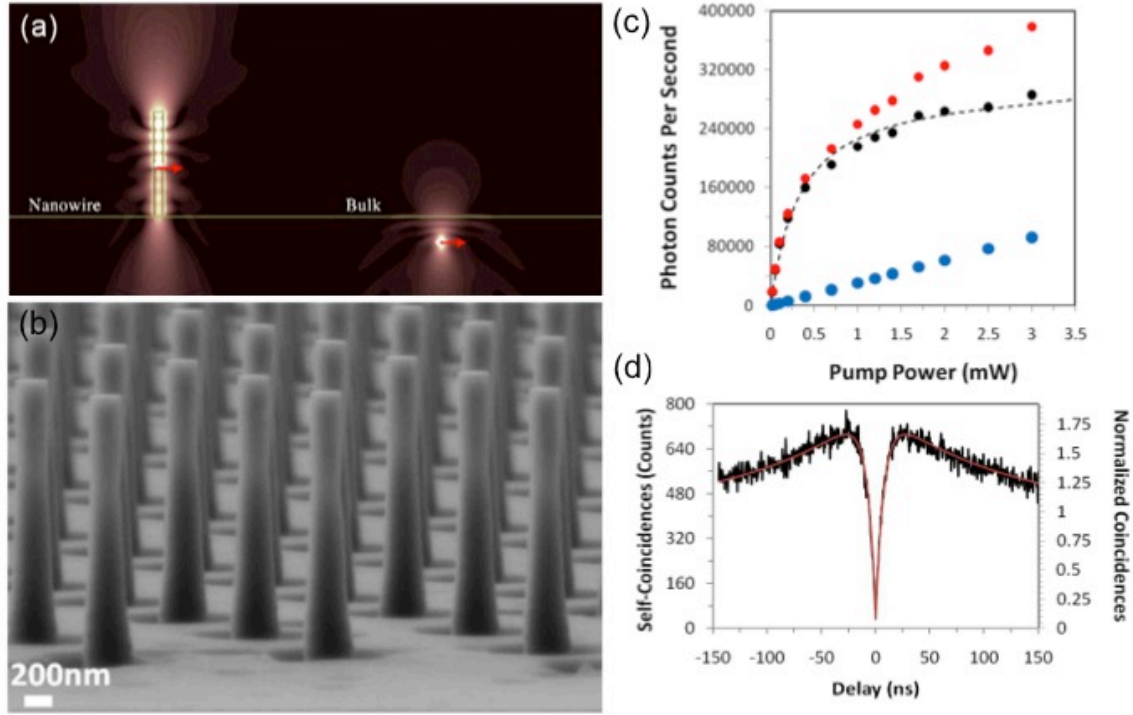 (a)
Nanowire
Bulk
(b)
200nm
(c)
Photon Counts Per Second
400000
320000
240000
160000
80000
0
0 0.5 1 1.5 2 2.5 3 3.5
Pump Power (mW)
(d)
Self-Coincidences (Counts)
800
640
480
320
160
0
-150 -100 -50 0 50 100 150
Delay (ns)
1.75
1.5
1.25
1
0.75
0.5
0.25
0
Normalized Coincidences